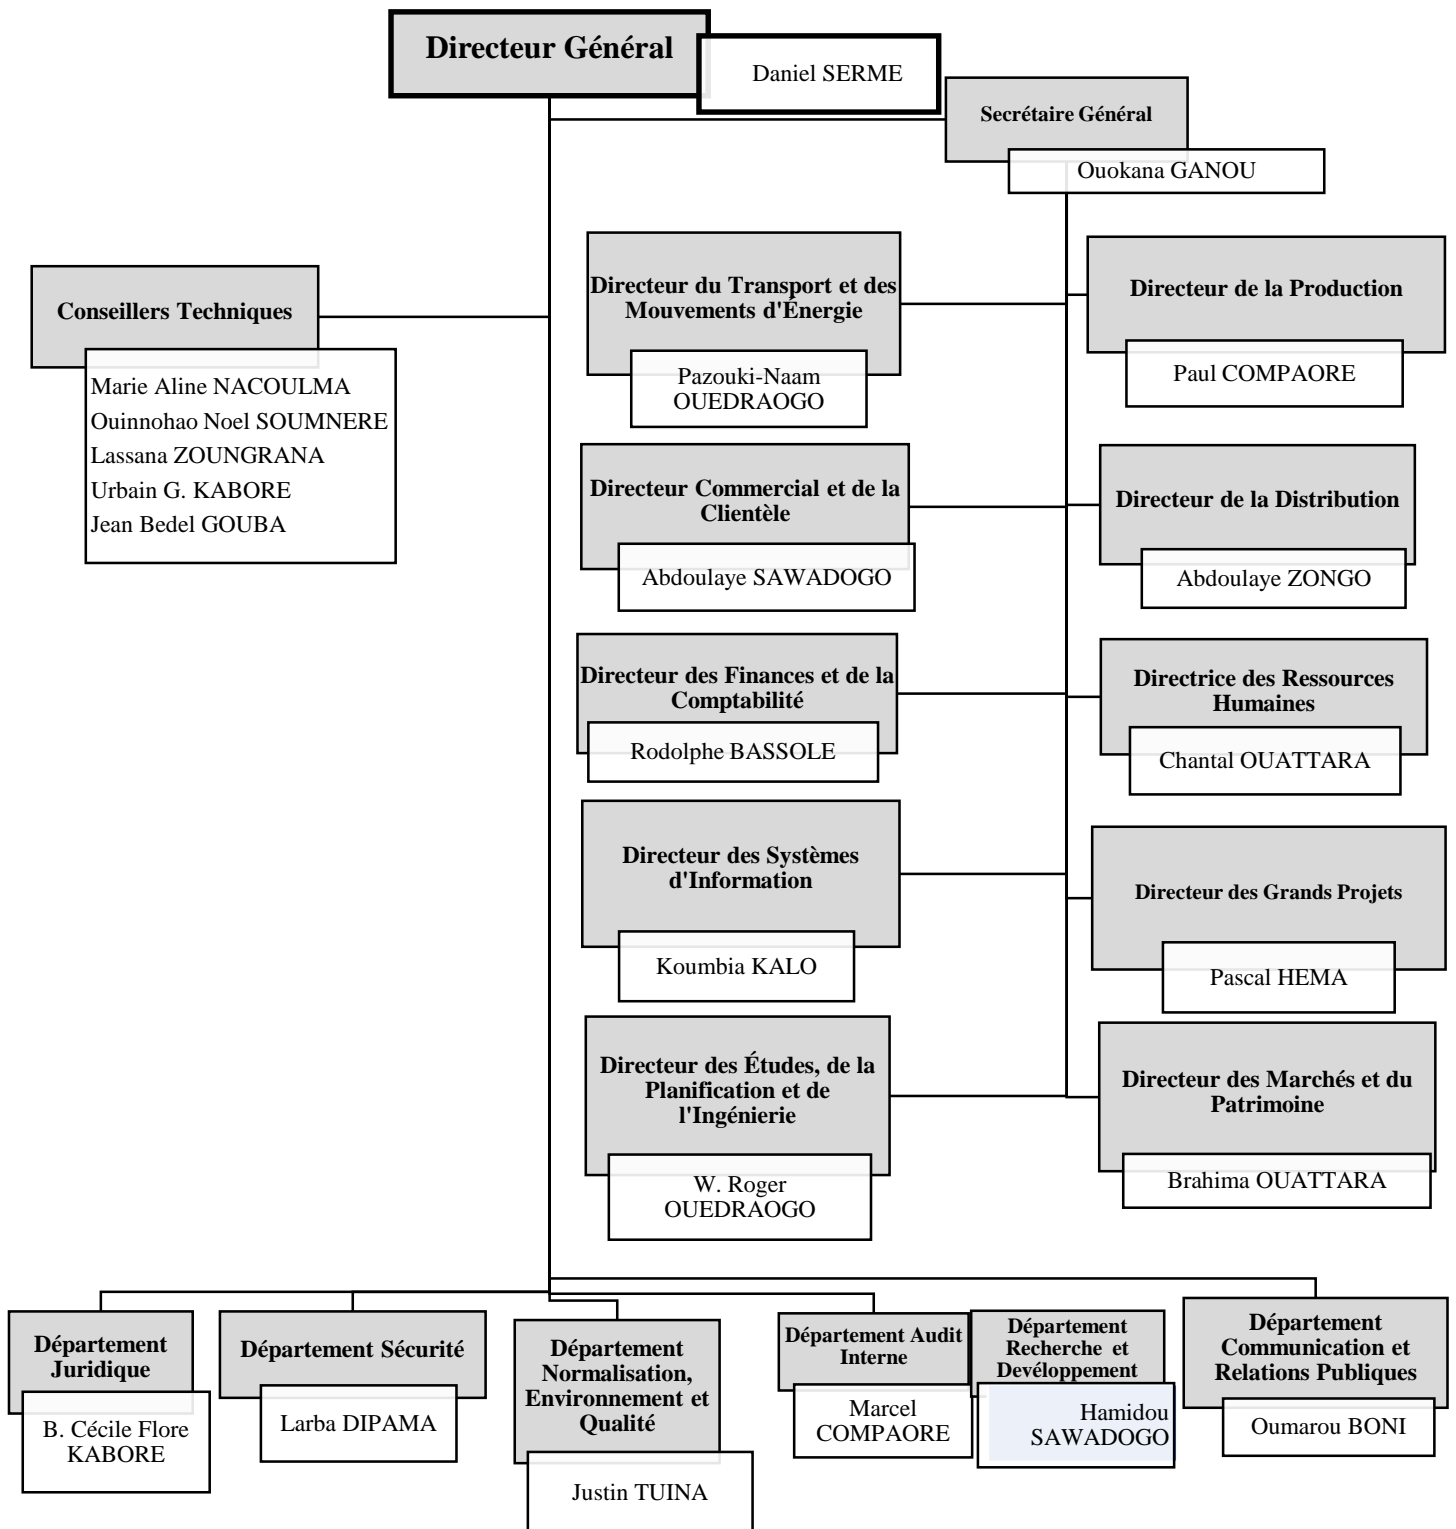 Directeur Général
Daniel SERME
Secrétaire Général
Ouokana GANOU
Conseillers Techniques
Marie Aline NACOULMA
Ouinnohao Noel SOUMNERE
Lassana ZOUNGRANA
Urbain G. KABORE
Jean Bedel GOUBA
Directeur du Transport et des
Mouvements d'Énergie
Pazouki-Naam
OUEDRAOGO
Directeur de la Production
Paul COMPAORE
Directeur Commercial et de la
Clientèle
Abdoulaye SAWADOGO
Directeur de la Distribution
Abdoulaye ZONGO
Directeur des Finances et de la
Comptabilité
Rodolphe BASSOLE
Directrice des Ressources
Humaines
Chantal OUATTARA
Directeur des Systèmes
d'Information
Koumbia KALO
Directeur des Grands Projets
Pascal HEMA
Directeur des Études, de la
Planification et de
l'Ingénierie
W. Roger
OUEDRAOGO
Directeur des Marchés et du
Patrimoine
Brahima OUATTARA
Département
Juridique
B. Cécile Flore
KABORE
Département Sécurité
Larba DIPAMA
Département
Normalisation,
Environnement et
Qualité
Justin TUINA
Département Audit
Interne
Marcel
COMPAORE
Département
Recherche et
Devéloppement
Hamidou
SAWADOGO
Département
Communication et
Relations Publiques
Oumarou BONI